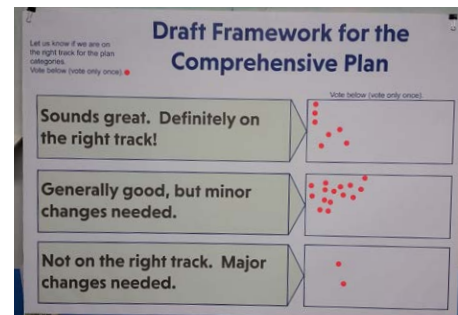 Draft Framework for the
Comprehensive Plan
Let us know if we are on
the right track for the plan
categories.
Vote below (vote only once).
Vote below (vote only once).
Sounds great. Definitely on
the right track!
Generally good, but minor
changes needed.
Not on the right track. Major
changes needed.